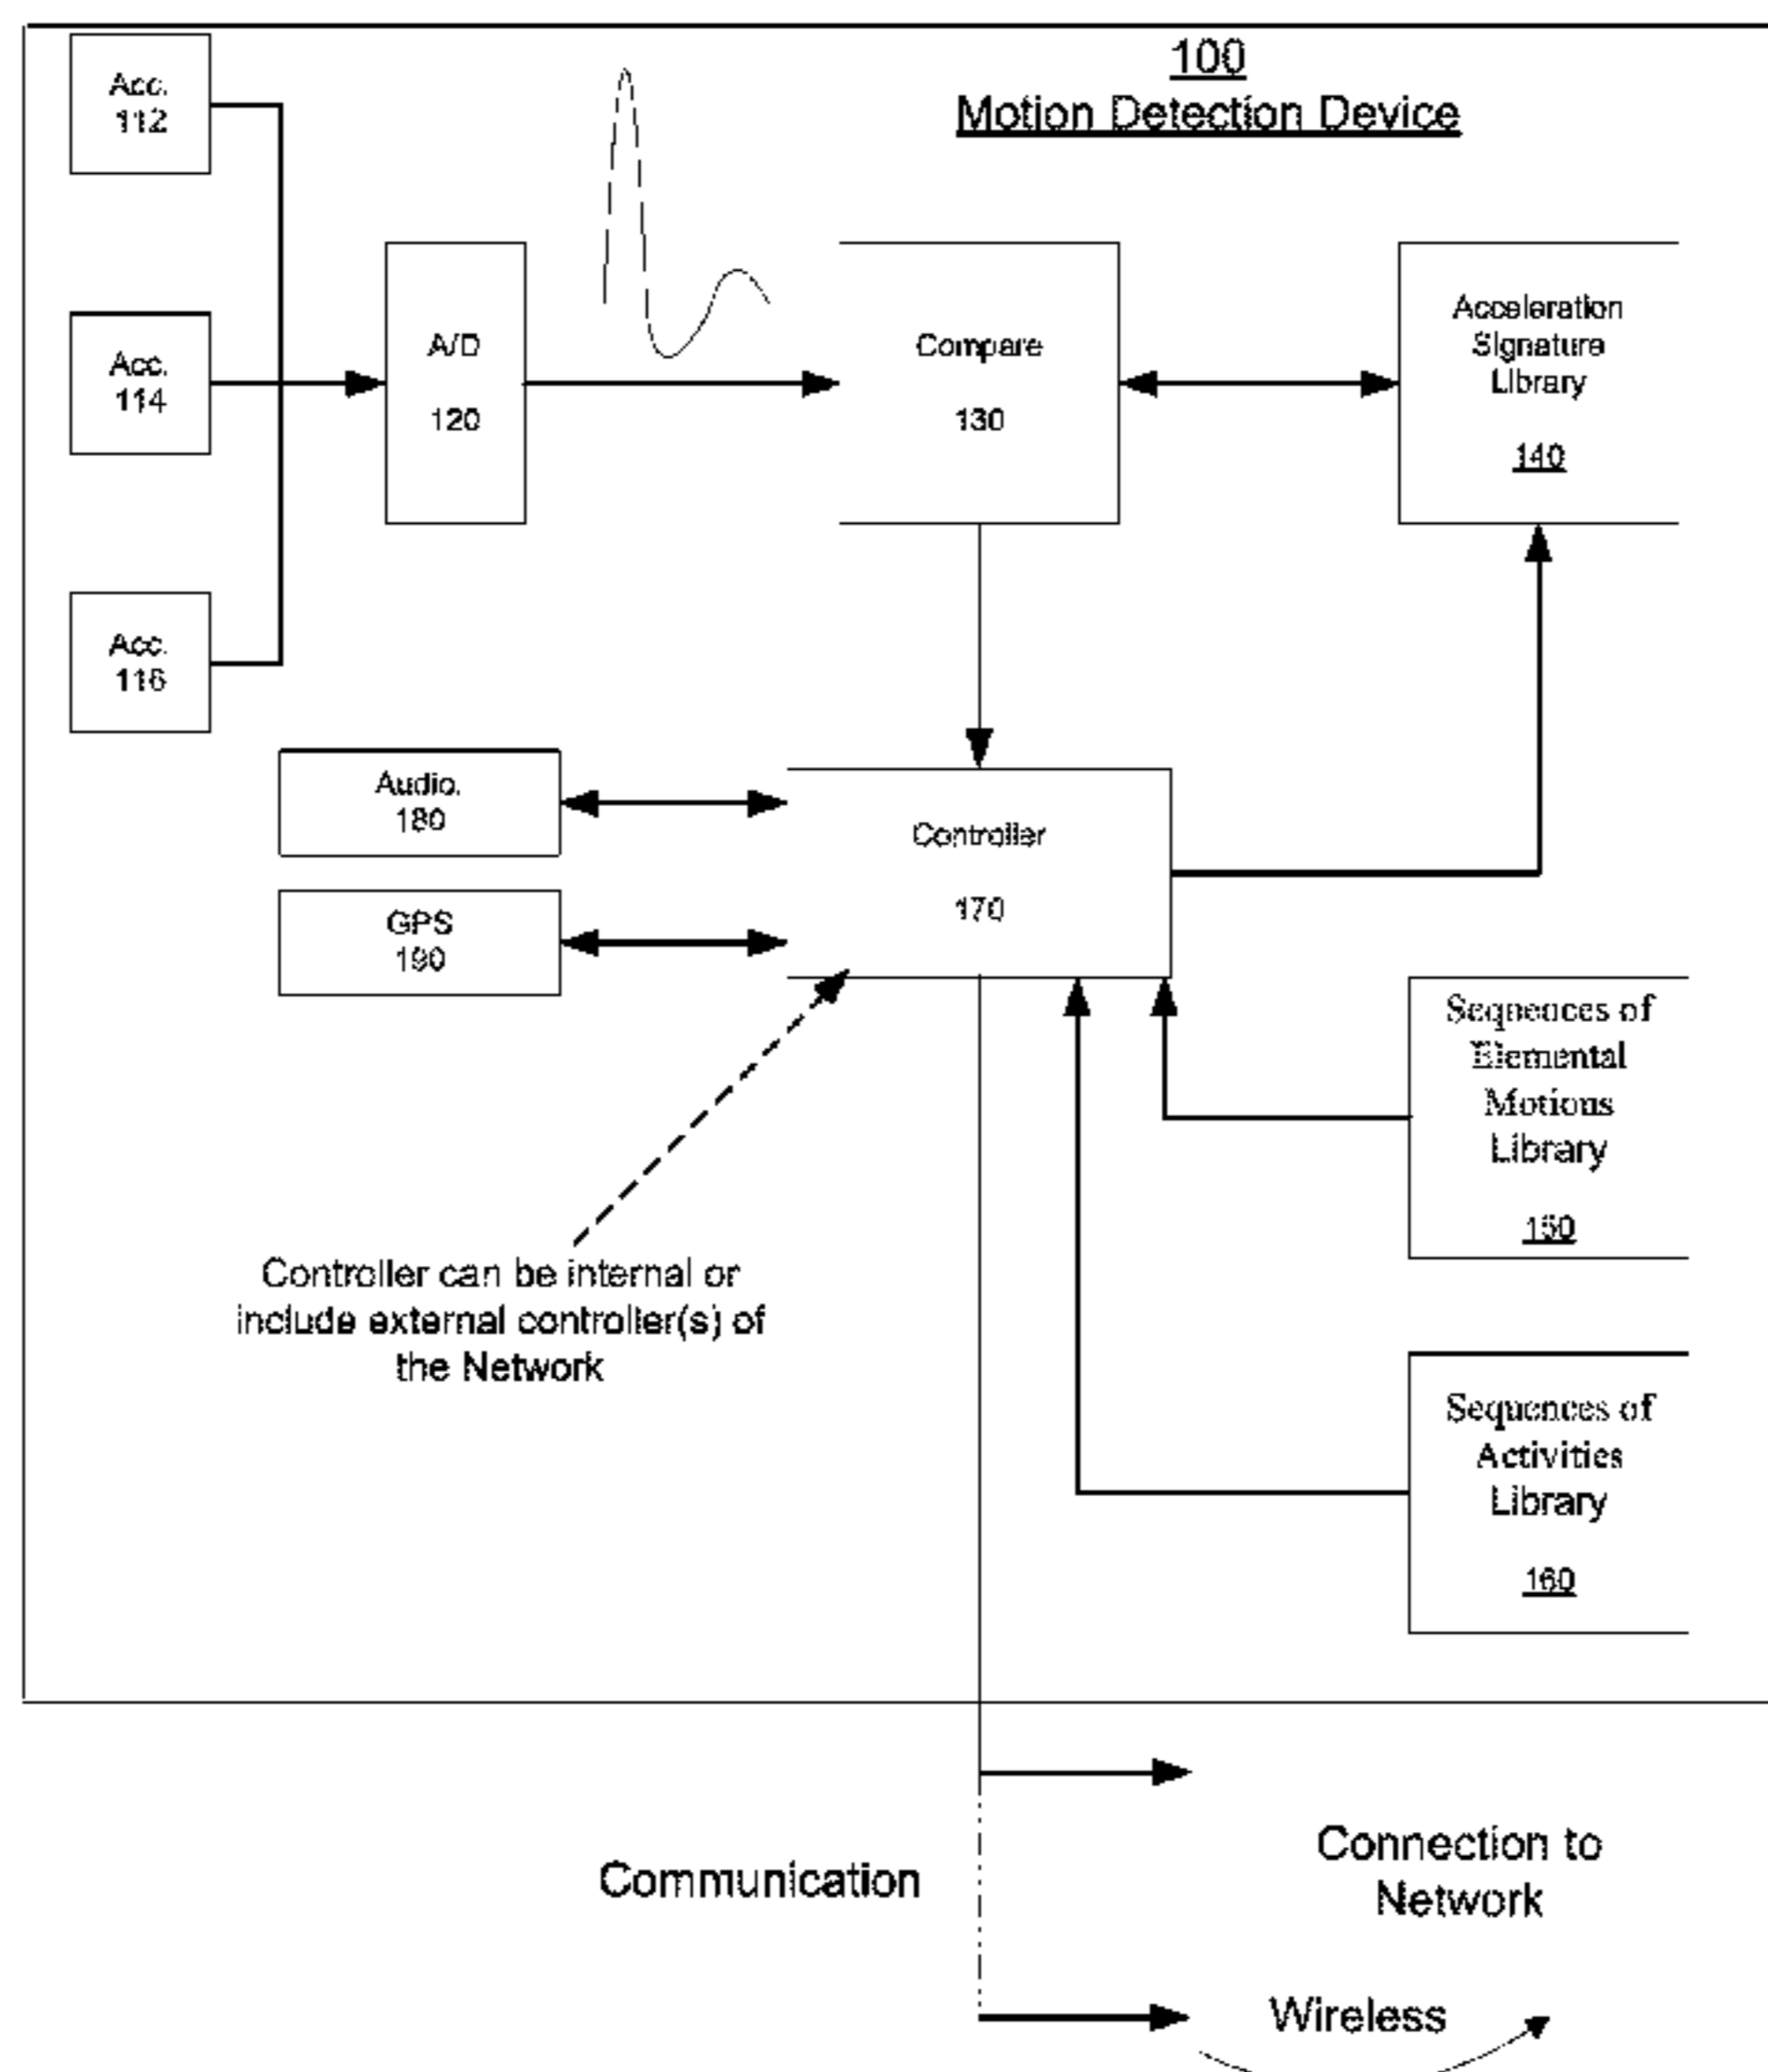 100
Motion Detection Device
Acc.
112
Acc.
114
Acc.
116
A/D
120
Compare
130
Acceleration
Signature
Library
140
Audio.
180
GPS
190
Controller
170
Sequences of
Elemental
Motions
Library
150
Controller can be internal or
include external controller(s) of
the Network
Sequences of
Activities
Library
160
Communication
Connection to
Network
Wireless